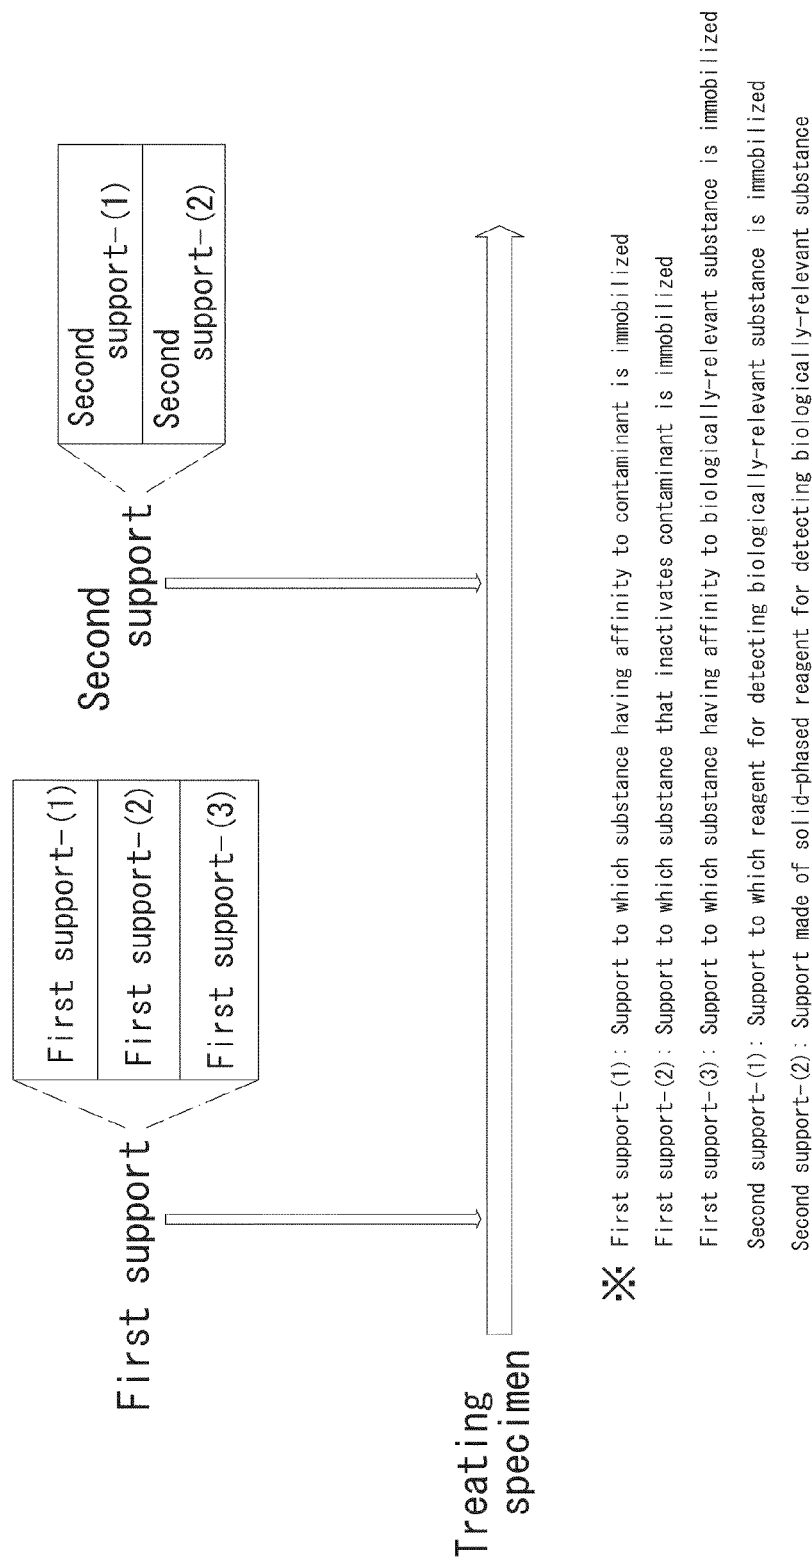 First support
First support-(1)
First support-(2)
First support-(3)
Second
support
Second
support-(1)
Second
support-(2)
Treating
specimen
※ First support-(1): Support to which substance having affinity to contaminant is immobilized
First support-(2): Support to which substance that inactivates contaminant is immobilized
First support-(3): Support to which substance having affinity to biologically-relevant substance is immobilized
Second support-(1): Support to which reagent for detecting biologically-relevant substance is immobilized
Second support-(2): Support made of solid-phased reagent for detecting biologically-relevant substance